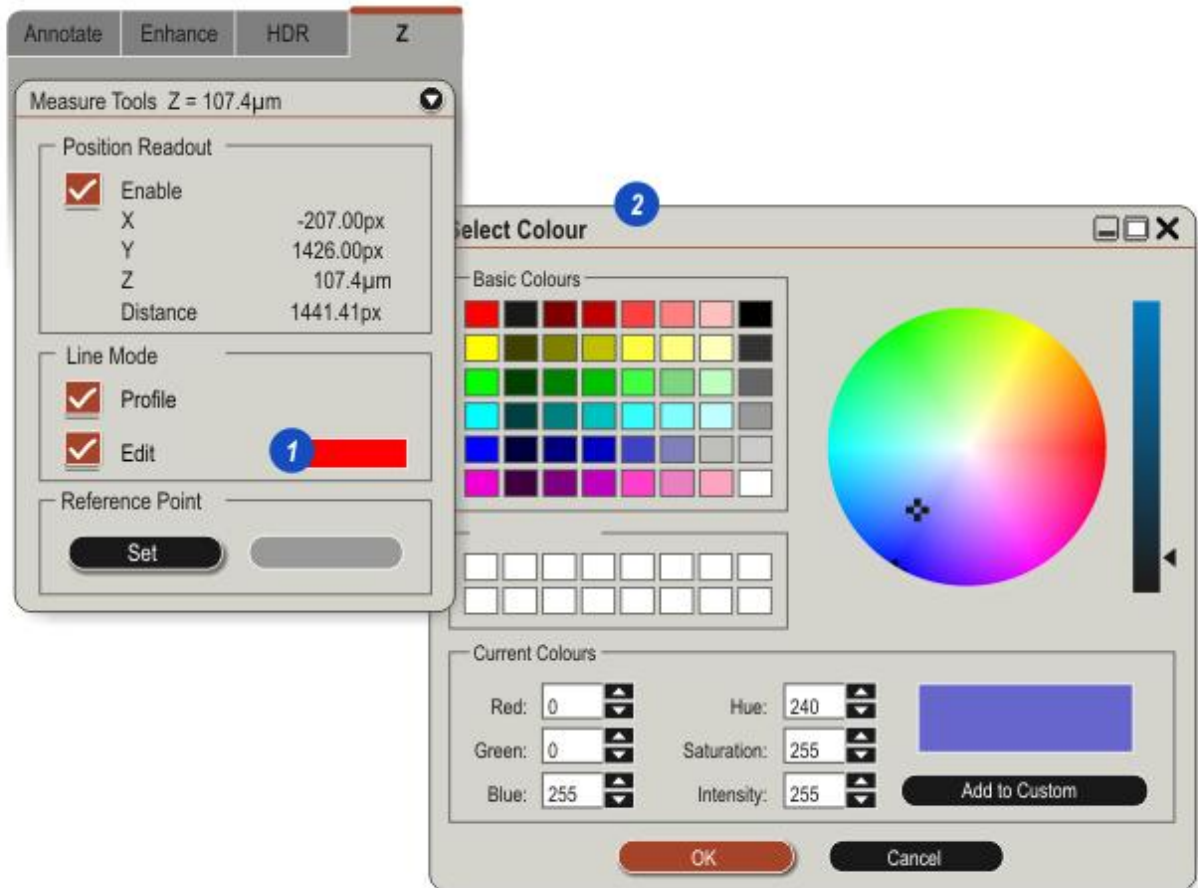 Annotate Enhance HDR Z
Measure Tools Z = 107.4µm
Position Readout
Enable
X -207.00px
Y 1426.00px
Z 107.4µm
Distance 1441.41px
Line Mode
Profile
Edit
1
Reference Point
Set
2
Select Colour
Basic Colours
Current Colours
Red: 0 Hue: 240
Green: 0 Saturation: 255
Blue: 255 Intensity: 255
Add to Custom
OK Cancel